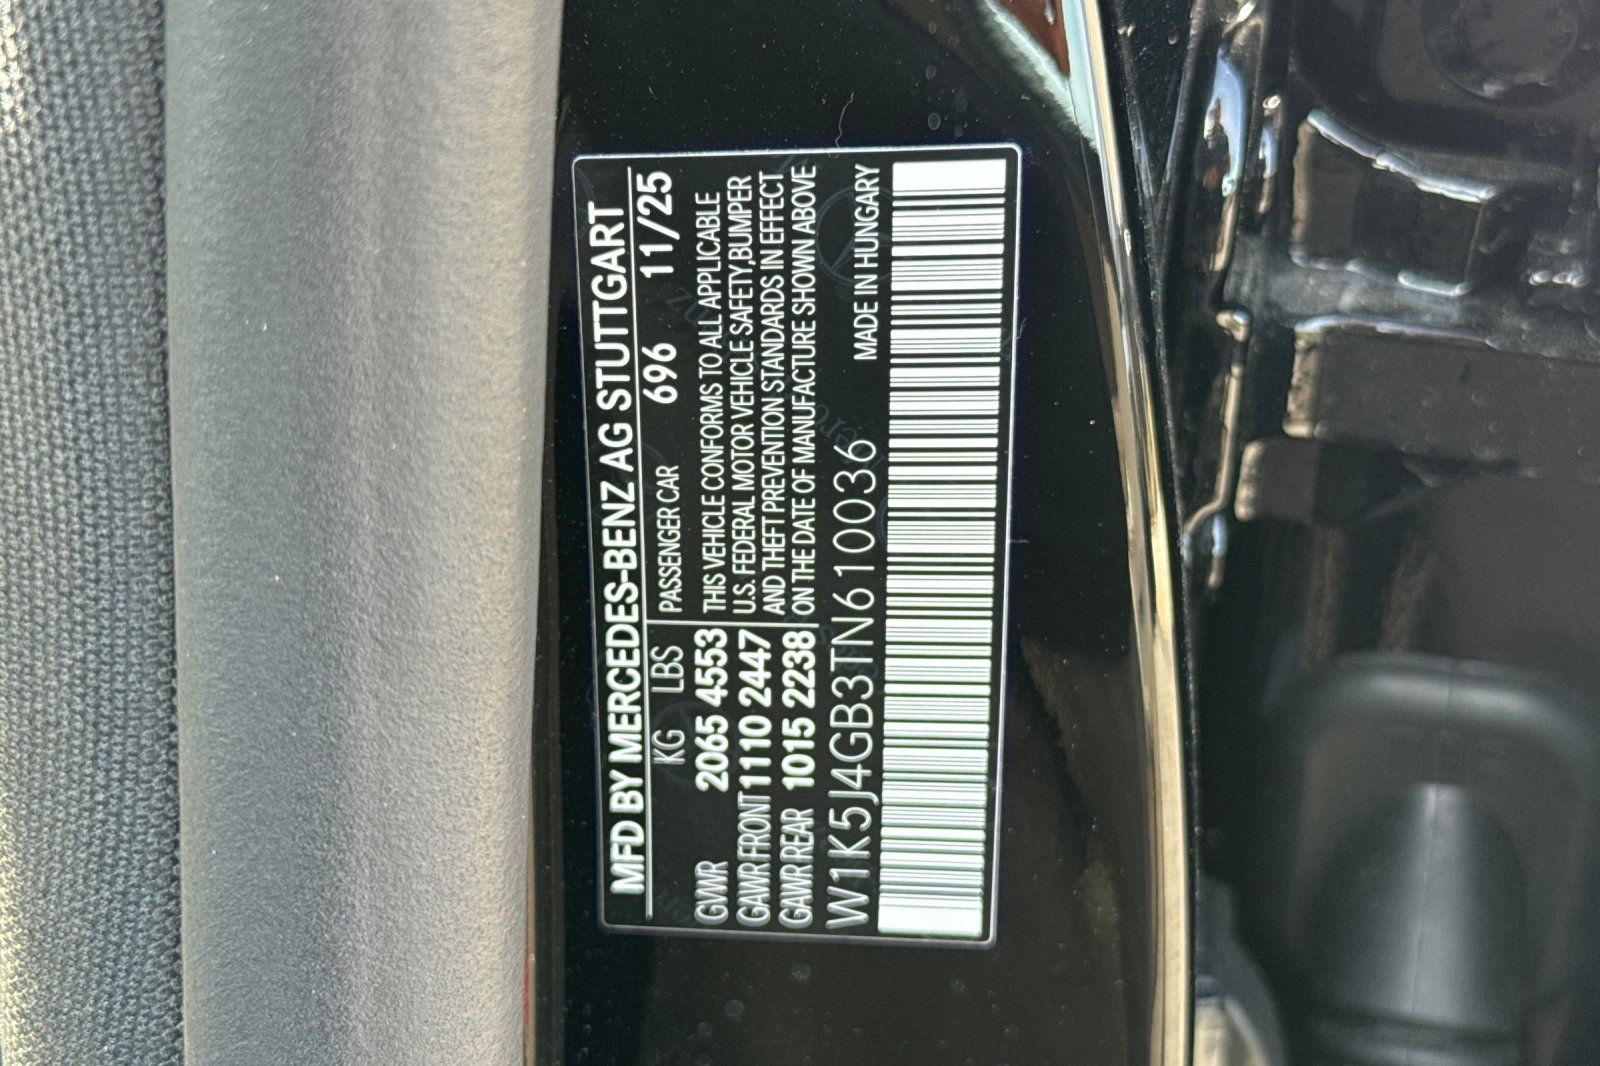 MFD BY MERCEDES-BENZ AG STUTTGART
KG LBS PASSENGER CAR 696 11/25
GWR 2065 4553
GAWR FRONT 1110 2447
GAWR REAR 1015 2238
THIS VEHICLE CONFORMS TO ALL APPLICABLE
U.S. FEDERAL MOTOR VEHICLE SAFETY,BUMPER
AND THEFT PREVENTION STANDARDS IN EFFECT
ON THE DATE OF MANUFACTURE SHOWN ABOVE
W1K5J4GB3TN610036 MADE IN HUNGARY